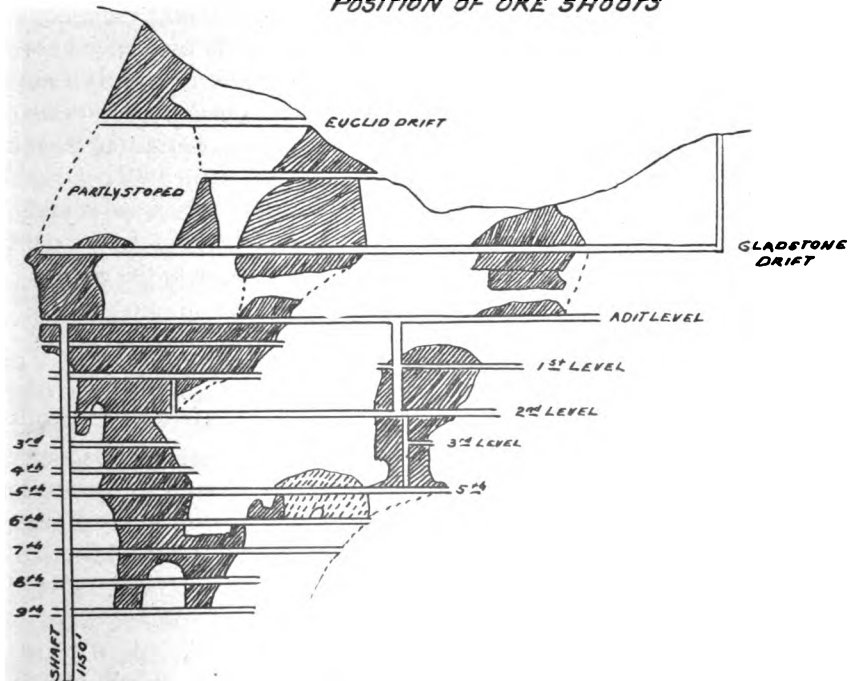 POSITION OF ORE SHOOTS
EUCLID DRIFT
PARTLY STOPED
GLADSTONE
DRIFT
ADIT LEVEL
1st LEVEL
2nd LEVEL
3rd
3rd LEVEL
4th
5th
5th
6th
7th
8th
9th
SHAFT
1150'